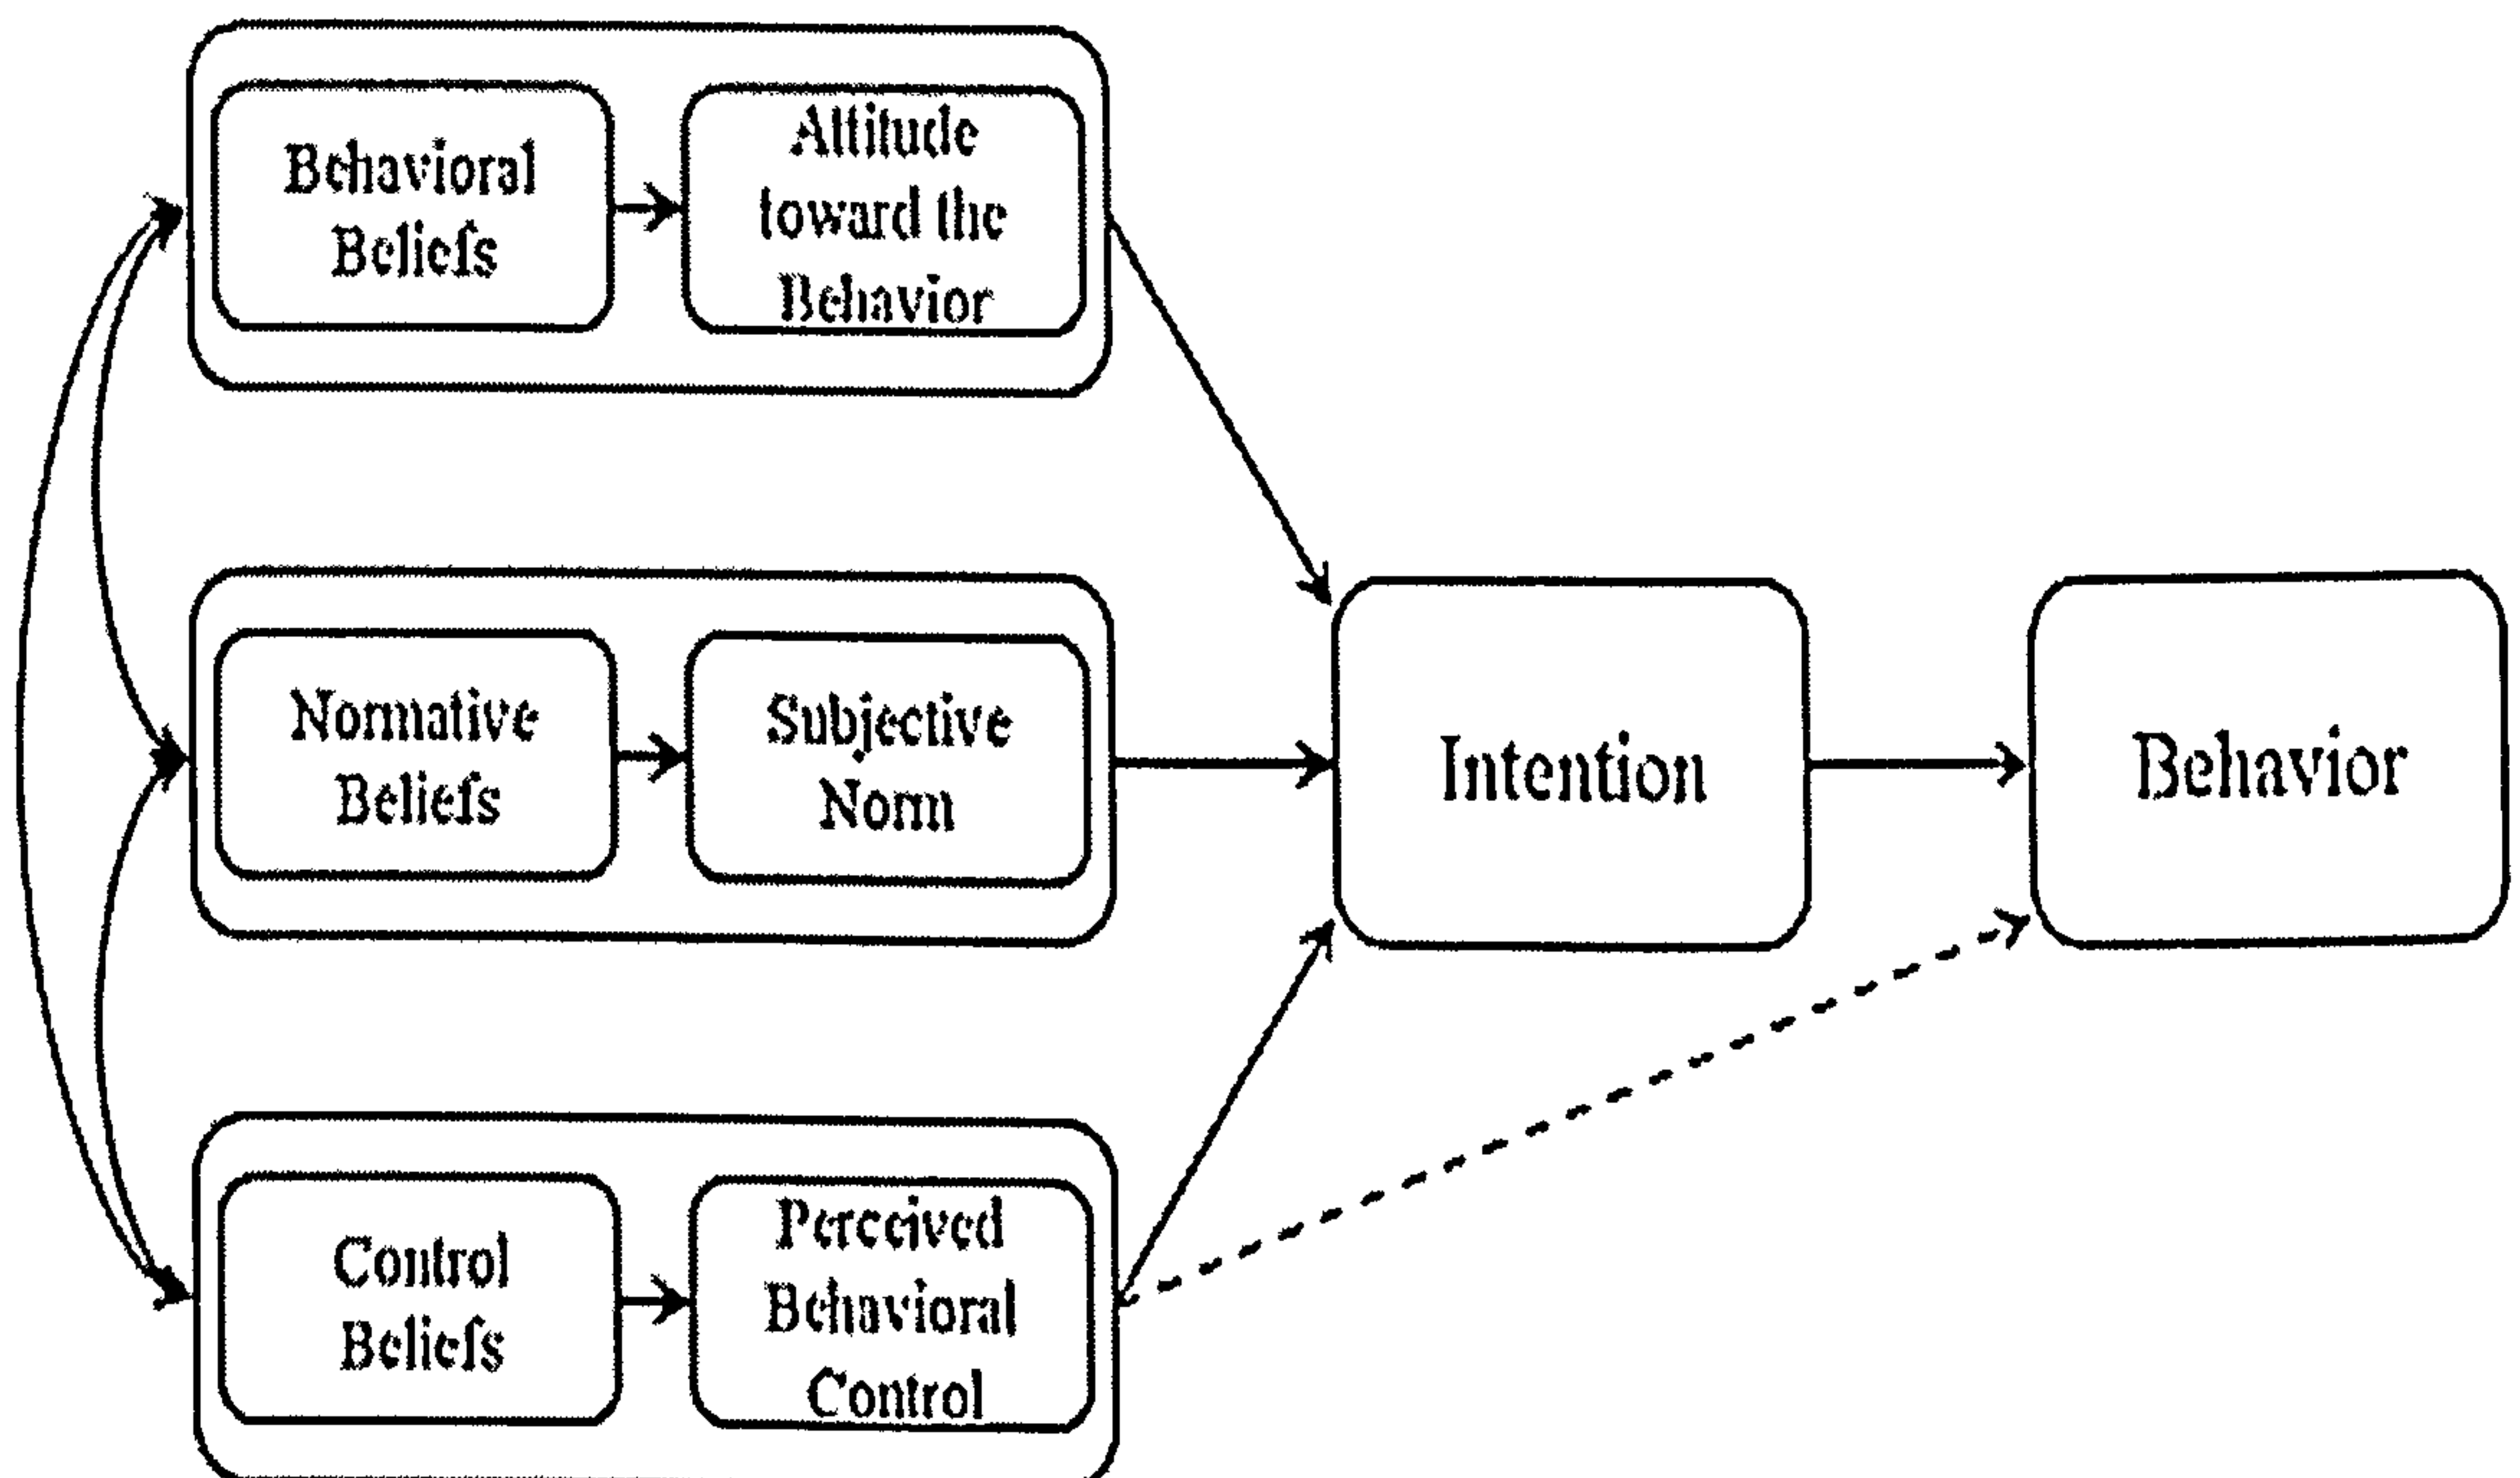 Behavioral
Beliefs
Attitude
toward the
Behavior
Normative
Beliefs
Subjective
Norm
Intention
Behavior
Control
Beliefs
Perceived
Behavioral
Control